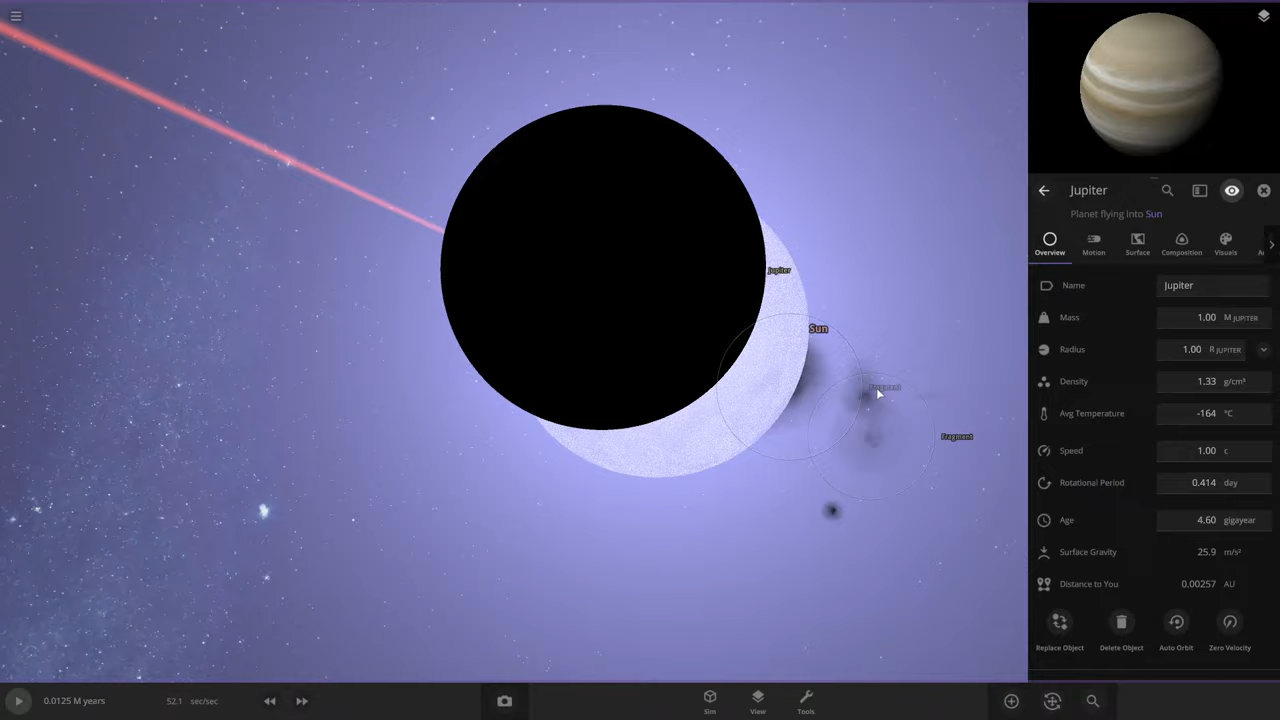 Jupiter
Sun
Fragment
Fragment
Jupiter
Planet flying into Sun
Overview
Motion
Surface
Composition
Visuals
Name Jupiter
Mass 1.00 M JUPITER
Radius 1.00 R JUPITER
Density 1.33 g/cm³
Avg Temperature -164 °C
Speed 1.00 c
Rotational Period 0.414 day
Age 4.60 gigayear
Surface Gravity 25.9 m/s²
Distance to You 0.00257 AU
Replace Object
Delete Object
Auto Orbit
Zero Velocity
0.0125 M years
52.1 sec/sec
Sim
View
Tools